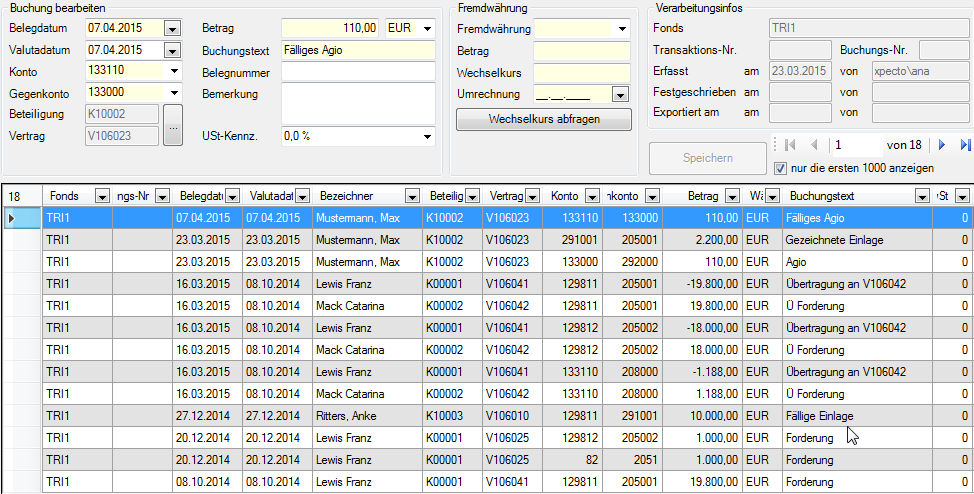 Buchung bearbeiten
Belegdatum 07.04.2015 Betrag 110,00 EUR
Valutadatum 07.04.2015 Buchungstext Fälliges Agio
Konto 133110 Belegnummer
Gegenkonto 133000 Bemerkung
Beteiligung K10002
Vertrag V106023 ... USt-Kennz. 0,0 %
Fremdwährung
Fremdwährung
Betrag
Wechselkurs
Umrechnung __.__.____
Wechselkurs abfragen
Verarbeitungsinfos
Fonds TRI1
Transaktions-Nr. Buchungs-Nr.
Erfasst am 23.03.2015 von xpecto\ana
Festgeschrieben am von
Exportiert am am von
Speichern 1 von 18
nur die ersten 1000 anzeigen
18 Fonds ngs-Nr Belegdatu Valutadat Bezeichner Beteilig Vertrag Konto nkonto Betrag Wä Buchungstext St
TRI1 07.04.2015 07.04.2015 Mustermann, Max K10002 V106023 133110 133000 110,00 EUR Fälliges Agio 0
TRI1 23.03.2015 23.03.2015 Mustermann, Max K10002 V106023 291001 205001 2.200,00 EUR Gezeichnete Einlage 0
TRI1 23.03.2015 23.03.2015 Mustermann, Max K10002 V106023 133000 292000 110,00 EUR Agio 0
TRI1 16.03.2015 08.10.2014 Lewis Franz K00001 V106041 129811 205001 -19.800,00 EUR Übertragung an V106042 0
TRI1 16.03.2015 08.10.2014 Mack Catarina K00002 V106042 129811 205001 19.800,00 EUR Ü Forderung 0
TRI1 16.03.2015 08.10.2014 Lewis Franz K00001 V106041 129812 205002 -18.000,00 EUR Übertragung an V106042 0
TRI1 16.03.2015 08.10.2014 Mack Catarina K00002 V106042 129812 205002 18.000,00 EUR Ü Forderung 0
TRI1 16.03.2015 08.10.2014 Lewis Franz K00001 V106041 133110 208000 -1.188,00 EUR Übertragung an V106042 0
TRI1 16.03.2015 08.10.2014 Mack Catarina K00002 V106042 133110 208000 1.188,00 EUR Ü Forderung 0
TRI1 27.12.2014 27.12.2014 Ritters, Anke K10003 V106010 129811 291001 10.000,00 EUR Fällige Einlage 0
TRI1 20.12.2014 20.12.2014 Lewis Franz K00001 V106025 129812 205002 1.000,00 EUR Forderung 0
TRI1 20.12.2014 20.12.2014 Lewis Franz K00001 V106025 82 2051 1.000,00 EUR Forderung 0
TRI1 20.12.2014 08.10.2014 Lewis Franz K00001 V106041 129811 205001 19.800,00 EUR Forderung 0